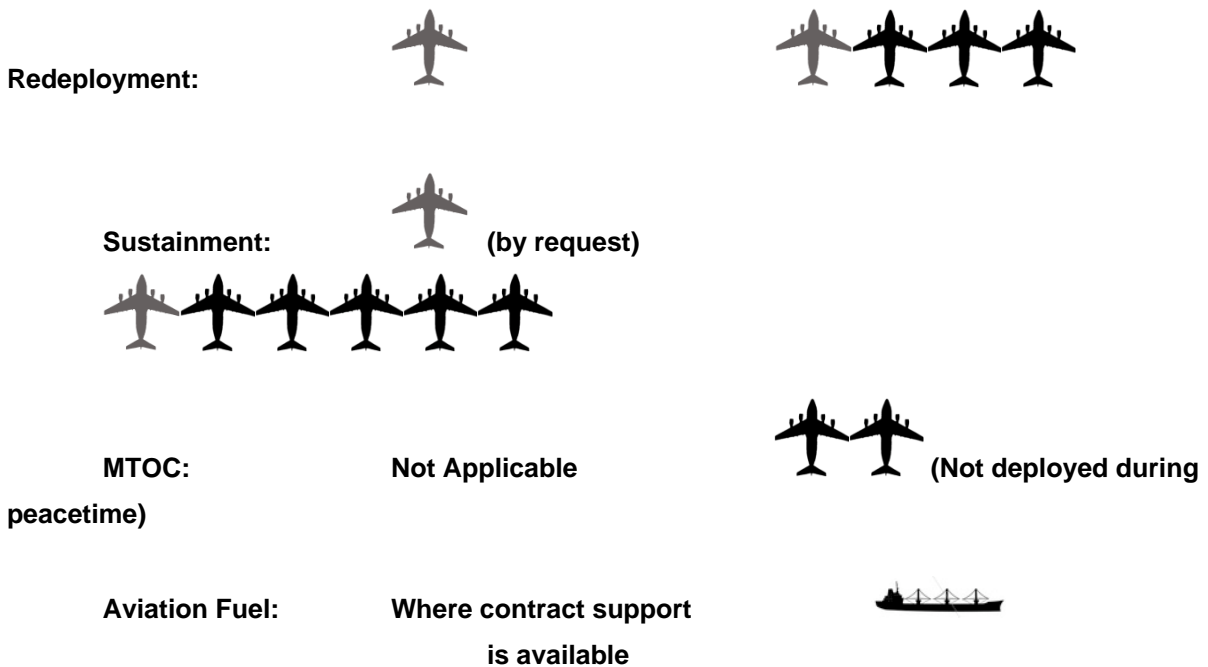 Redeployment:
Sustainment: (by request)
MTOC: Not Applicable (Not deployed during
peacetime)
Aviation Fuel: Where contract support
is available